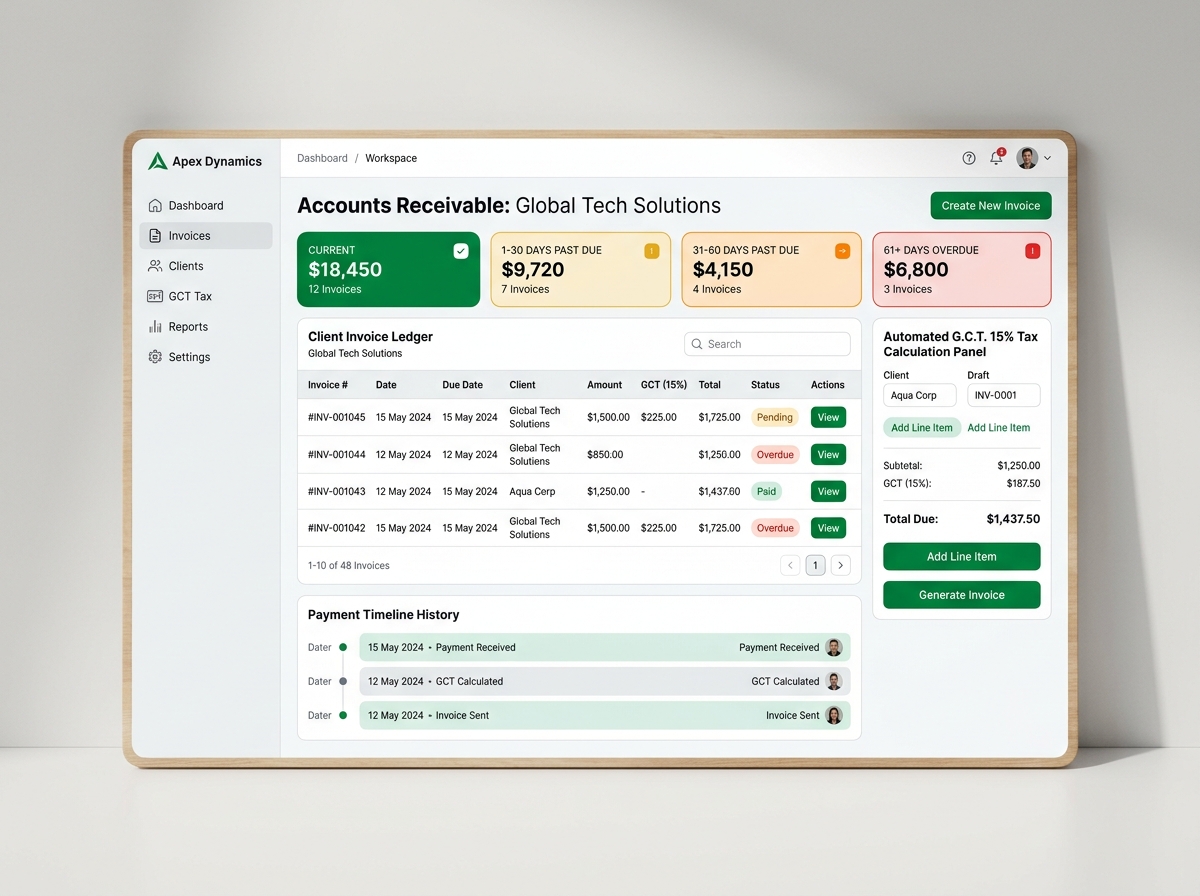 Apex Dynamics
Dashboard
Invoices
Clients
GCT Tax
Reports
Settings
Dashboard / Workspace
Accounts Receivable: Global Tech Solutions
Create New Invoice
CURRENT
$18,450
12 Invoices
1-30 DAYS PAST DUE
$9,720
7 Invoices
31-60 DAYS PAST DUE
$4,150
4 Invoices
61+ DAYS OVERDUE
$6,800
3 Invoices
Client Invoice Ledger
Global Tech Solutions
Search
Invoice # Date Due Date Client Amount GCT (15%) Total Status Actions
#INV-001045 15 May 2024 15 May 2024 Global Tech Solutions $1,500.00 $225.00 $1,725.00 Pending View
#INV-001044 12 May 2024 12 May 2024 Glebal Tech Solutiens $850.00 $1,250.00 Overdue View
#INV-001043 12 May 2024 15 May 2024 Aqua Cerp $1,250.00 - $1,437.60 Paid View
#INV-001042 15 May 2024 15 May 2024 Global Tech Solutions $1,500.00 $225.00 $1,725.00 Overdue View
1-10 of 48 Invoices
1
Automated G.C.T. 15% Tax
Calculation Panel
Client Draft
Aqua Corp INV-0001
Add Line Item Add Line Item
Subtetal: $1,250.00
GCT (15%): $187.50
Total Due: $1,437.50
Add Line Item
Generate Invoice
Payment Timeline History
Dater 15 May 2024 • Payment Received Payment Received
Dater 12 May 2024 • GCT Calculated GCT Calculated
Dater 12 May 2024 • Invoice Sent Invoice Sent